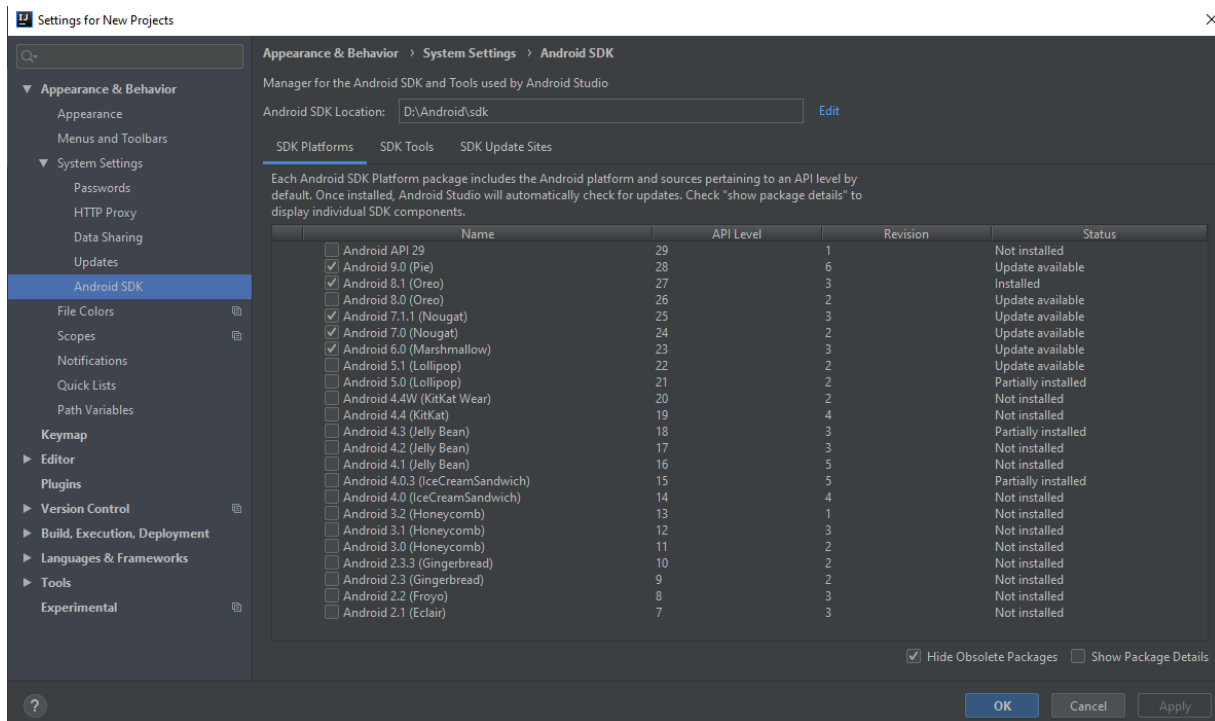 Settings for New Projects
Appearance & Behavior
Appearance
Menus and Toolbars
System Settings
Passwords
HTTP Proxy
Data Sharing
Updates
Android SDK
File Colors
Scopes
Notifications
Quick Lists
Path Variables
Keymap
Editor
Plugins
Version Control
Build, Execution, Deployment
Languages & Frameworks
Tools
Experimental
Appearance & Behavior › System Settings › Android SDK
Manager for the Android SDK and Tools used by Android Studio
Android SDK Location: D:\Android\sdk Edit
SDK Platforms SDK Tools SDK Update Sites
Each Android SDK Platform package includes the Android platform and sources pertaining to an API level by
default. Once installed, Android Studio will automatically check for updates. Check "show package details" to
display individual SDK components.
Name API Level Revision Status
Android API 29 29 1 Not installed
Android 9.0 (Pie) 28 6 Update available
Android 8.1 (Oreo) 27 3 Installed
Android 8.0 (Oreo) 26 2 Update available
Android 7.1.1 (Nougat) 25 3 Update available
Android 7.0 (Nougat) 24 2 Update available
Android 6.0 (Marshmallow) 23 3 Update available
Android 5.1 (Lollipop) 22 2 Update available
Android 5.0 (Lollipop) 21 2 Partially installed
Android 4.4W (KitKat Wear) 20 2 Not installed
Android 4.4 (KitKat) 19 4 Not installed
Android 4.3 (Jelly Bean) 18 3 Partially installed
Android 4.2 (Jelly Bean) 17 3 Not installed
Android 4.1 (Jelly Bean) 16 5 Not installed
Android 4.0.3 (IceCreamSandwich) 15 5 Partially installed
Android 4.0 (IceCreamSandwich) 14 4 Not installed
Android 3.2 (Honeycomb) 13 1 Not installed
Android 3.1 (Honeycomb) 12 3 Not installed
Android 3.0 (Honeycomb) 11 2 Not installed
Android 2.3.3 (Gingerbread) 10 2 Not installed
Android 2.3 (Gingerbread) 9 2 Not installed
Android 2.2 (Froyo) 8 3 Not installed
Android 2.1 (Eclair) 7 3 Not installed
Hide Obsolete Packages Show Package Details
? OK Cancel Apply